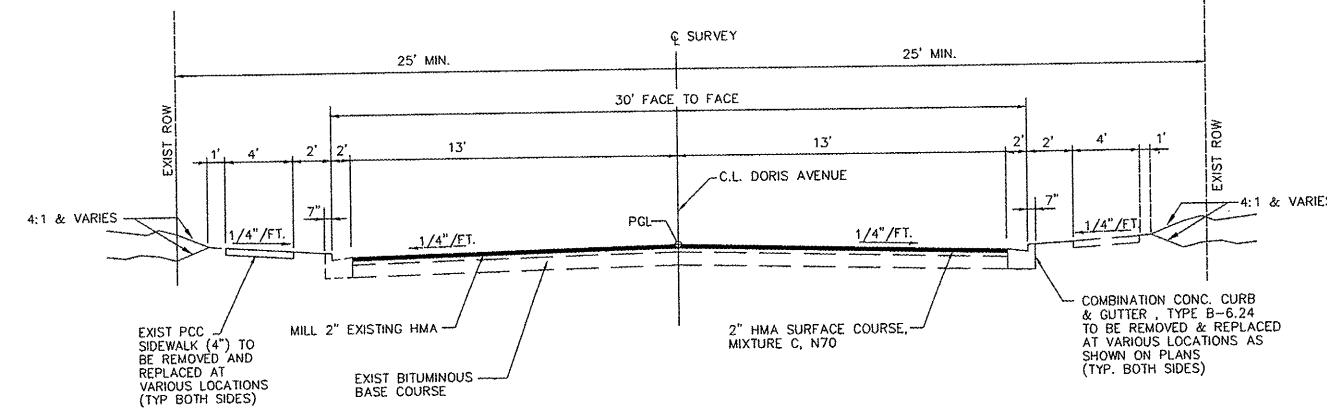 ℄ SURVEY
25' MIN.
25' MIN.
30' FACE TO FACE
EXIST ROW
EXIST ROW
1'
4'
2'
2'
13'
13'
2'
2'
4'
1'
C.L. DORIS AVENUE
7"
7"
4:1 & VARIES
4:1 & VARIES
PGL
1/4"/FT.
1/4"/FT.
1/4"/FT.
1/4"/FT.
EXIST PCC
SIDEWALK (4") TO
BE REMOVED AND
REPLACED AT
VARIOUS LOCATIONS
(TYP BOTH SIDES)
MILL 2" EXISTING HMA
EXIST BITUMINOUS
BASE COURSE
2" HMA SURFACE COURSE,
MIXTURE C, N70
COMBINATION CONC. CURB
& GUTTER , TYPE B-6.24
TO BE REMOVED & REPLACED
AT VARIOUS LOCATIONS AS
SHOWN ON PLANS
(TYP. BOTH SIDES)